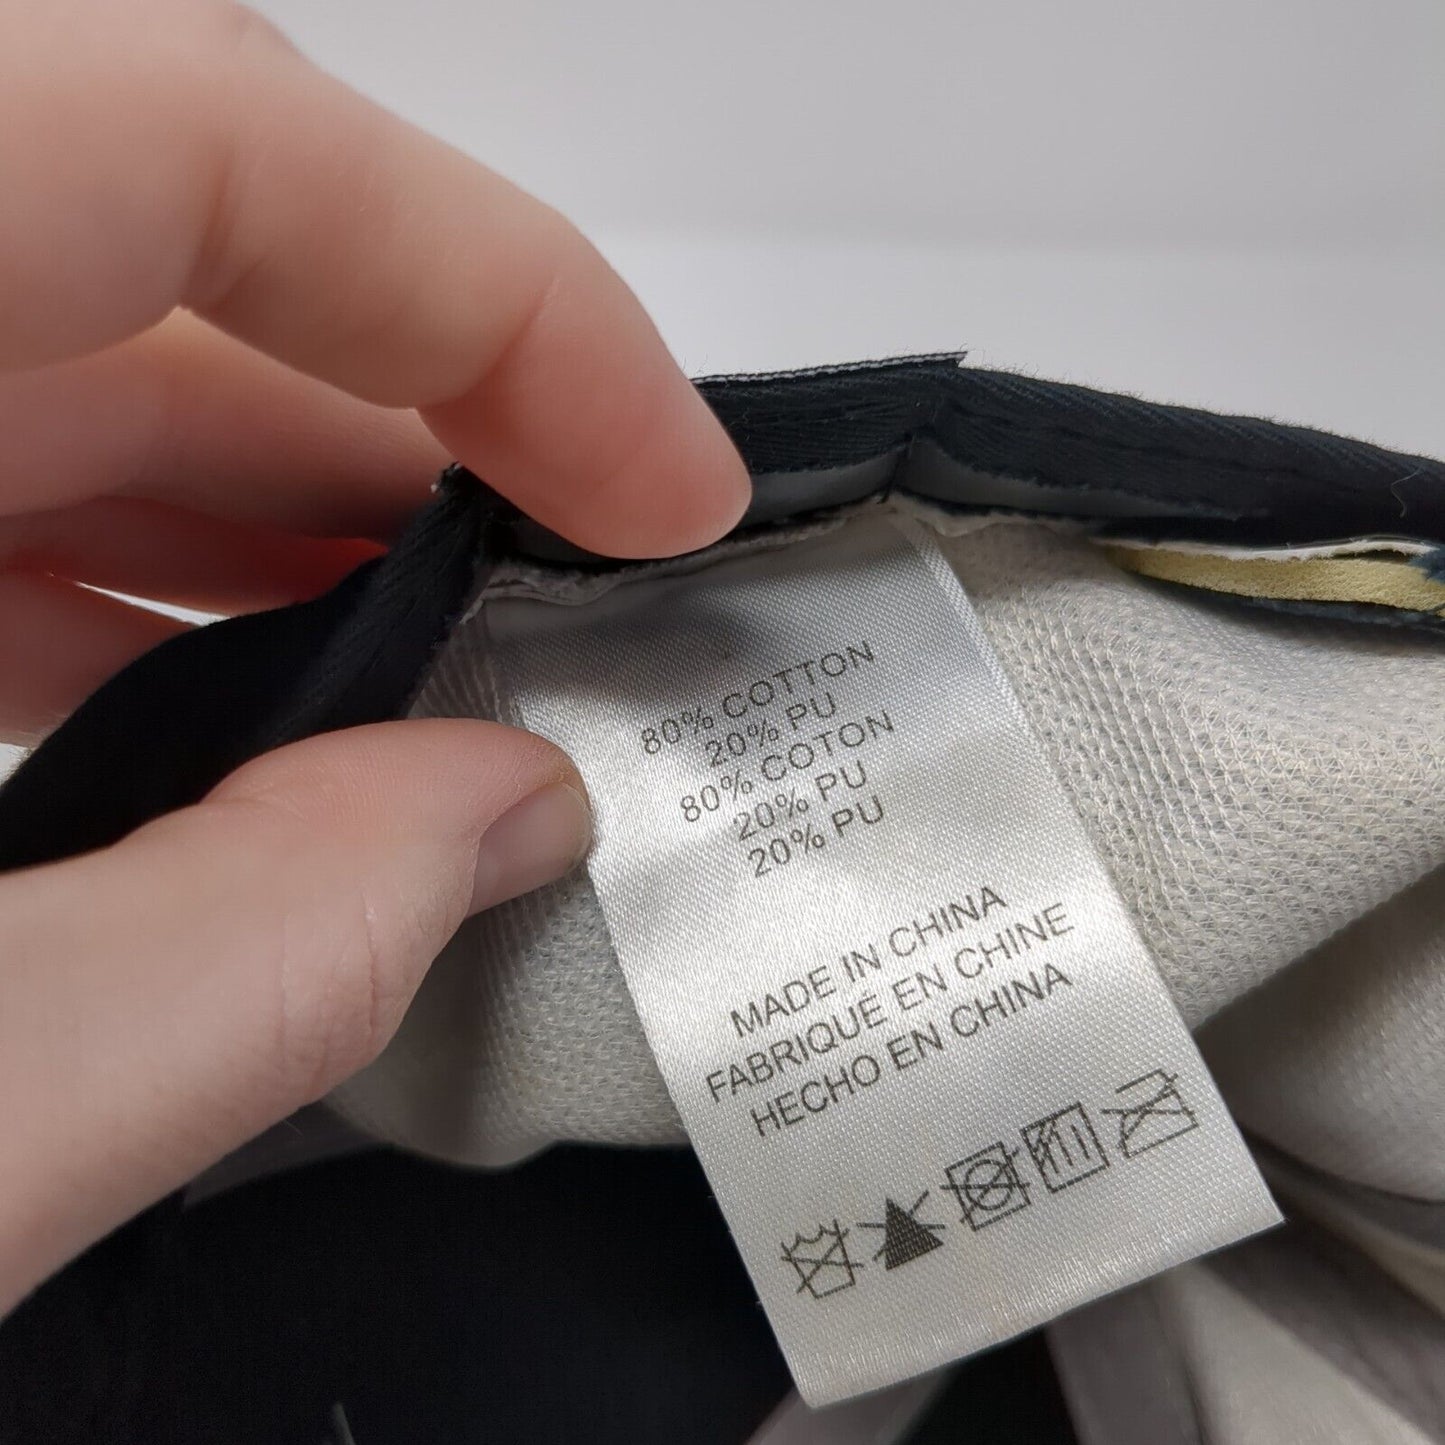 80% COTTON
20% PU
80% COTON
20% PU
20% PU
MADE IN CHINA
FABRIQUE EN CHINE
HECHO EN CHINA